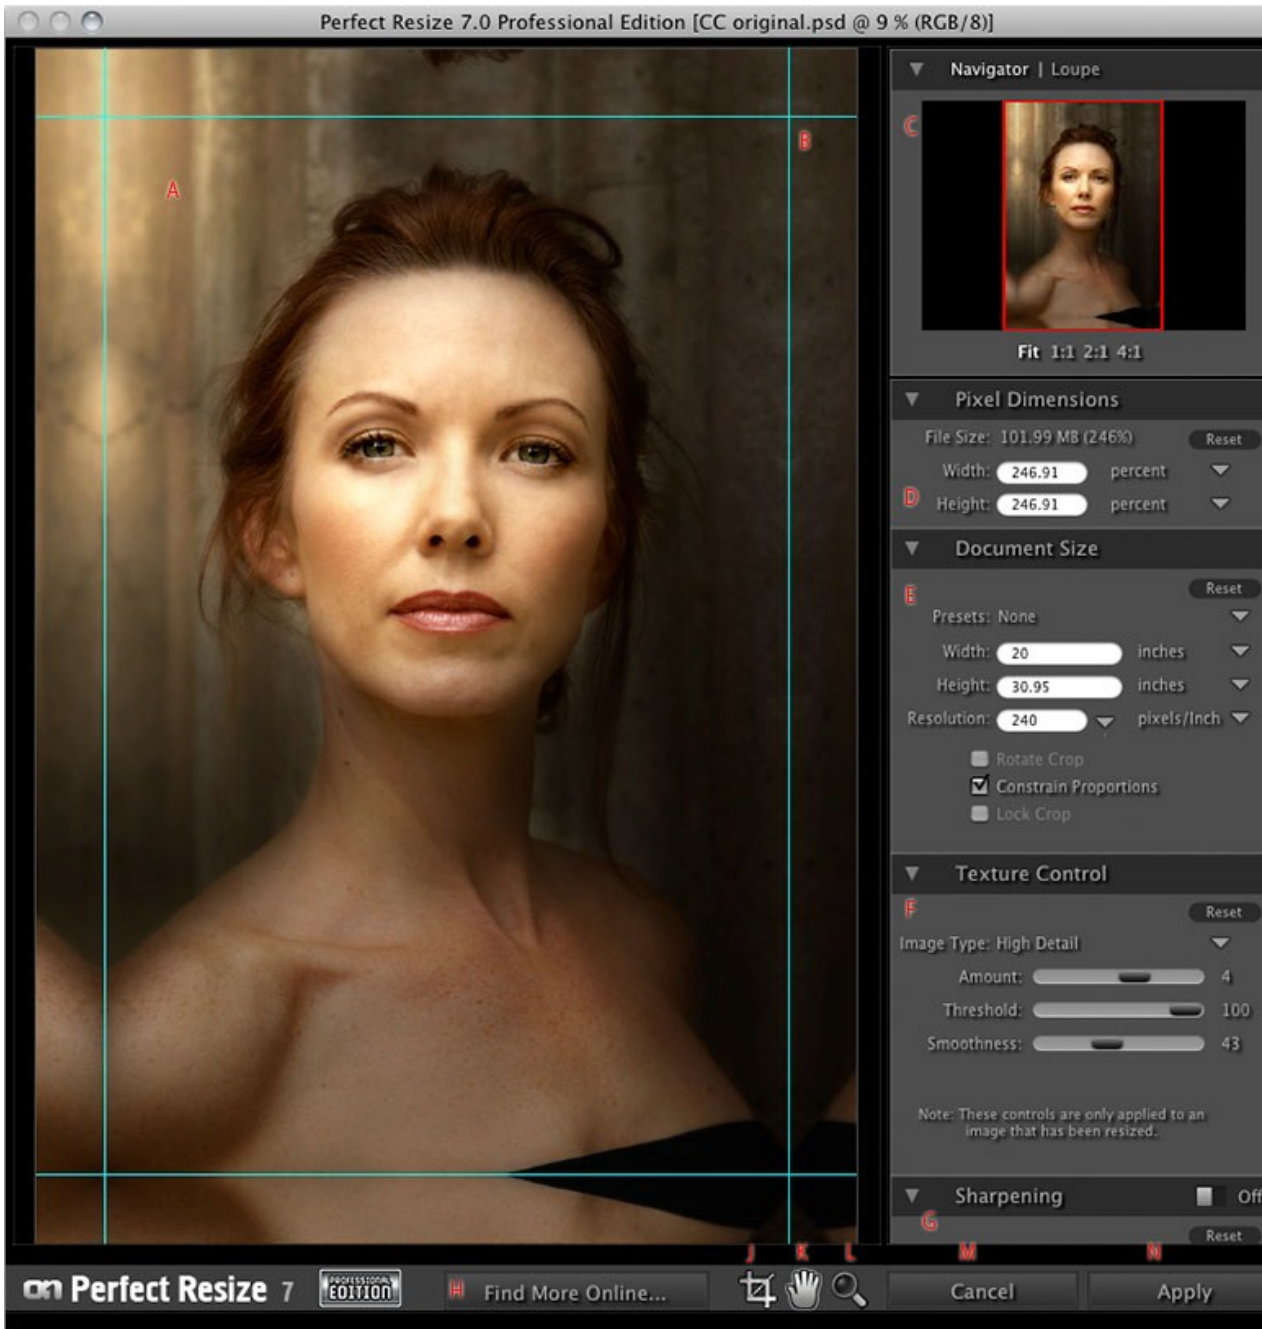 Perfect Resize 7.0 Professional Edition [CC original.psd @ 9 % (RGB/8)]
A
B
Navigator | Loupe
C
Fit 1:1 2:1 4:1
Pixel Dimensions
File Size: 101.99 MB (246%) Reset
Width: 246.91 percent
D
Height: 246.91 percent
Document Size
E
Reset
Presets: None
Width: 20 inches
Height: 30.95 inches
Resolution: 240 pixels/Inch
Rotate Crop
Constrain Proportions
Lock Crop
Texture Control
F
Reset
Image Type: High Detail
Amount: 4
Threshold: 100
Smoothness: 43
Note: These controls are only applied to an
image that has been resized.
Sharpening Off
G
Reset
J K L M N
on Perfect Resize 7 PROFESSIONAL EDITION H Find More Online... Cancel Apply